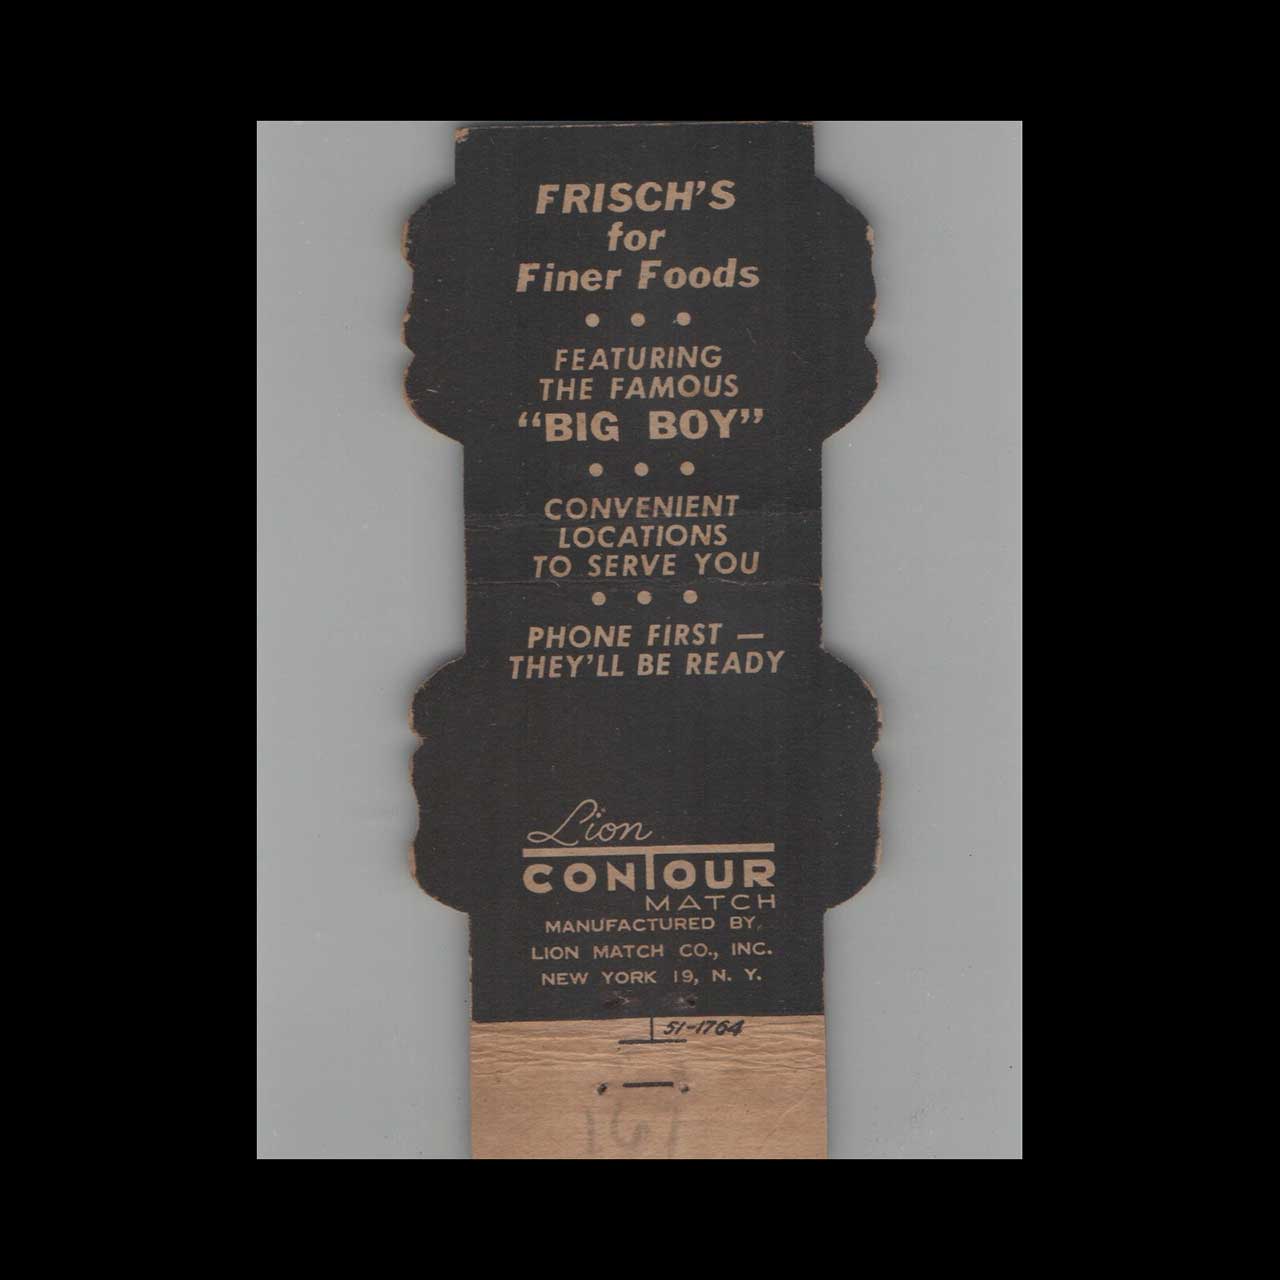 FRISCH'S
for
Finer Foods
FEATURING
THE FAMOUS
“BIG BOY”
CONVENIENT
LOCATIONS
TO SERVE YOU
PHONE FIRST —
THEY'LL BE READY
Lion
CONTOUR
MATCH
MANUFACTURED BY
LION MATCH CO., INC.
NEW YORK 19, N. Y.
51-1764
167